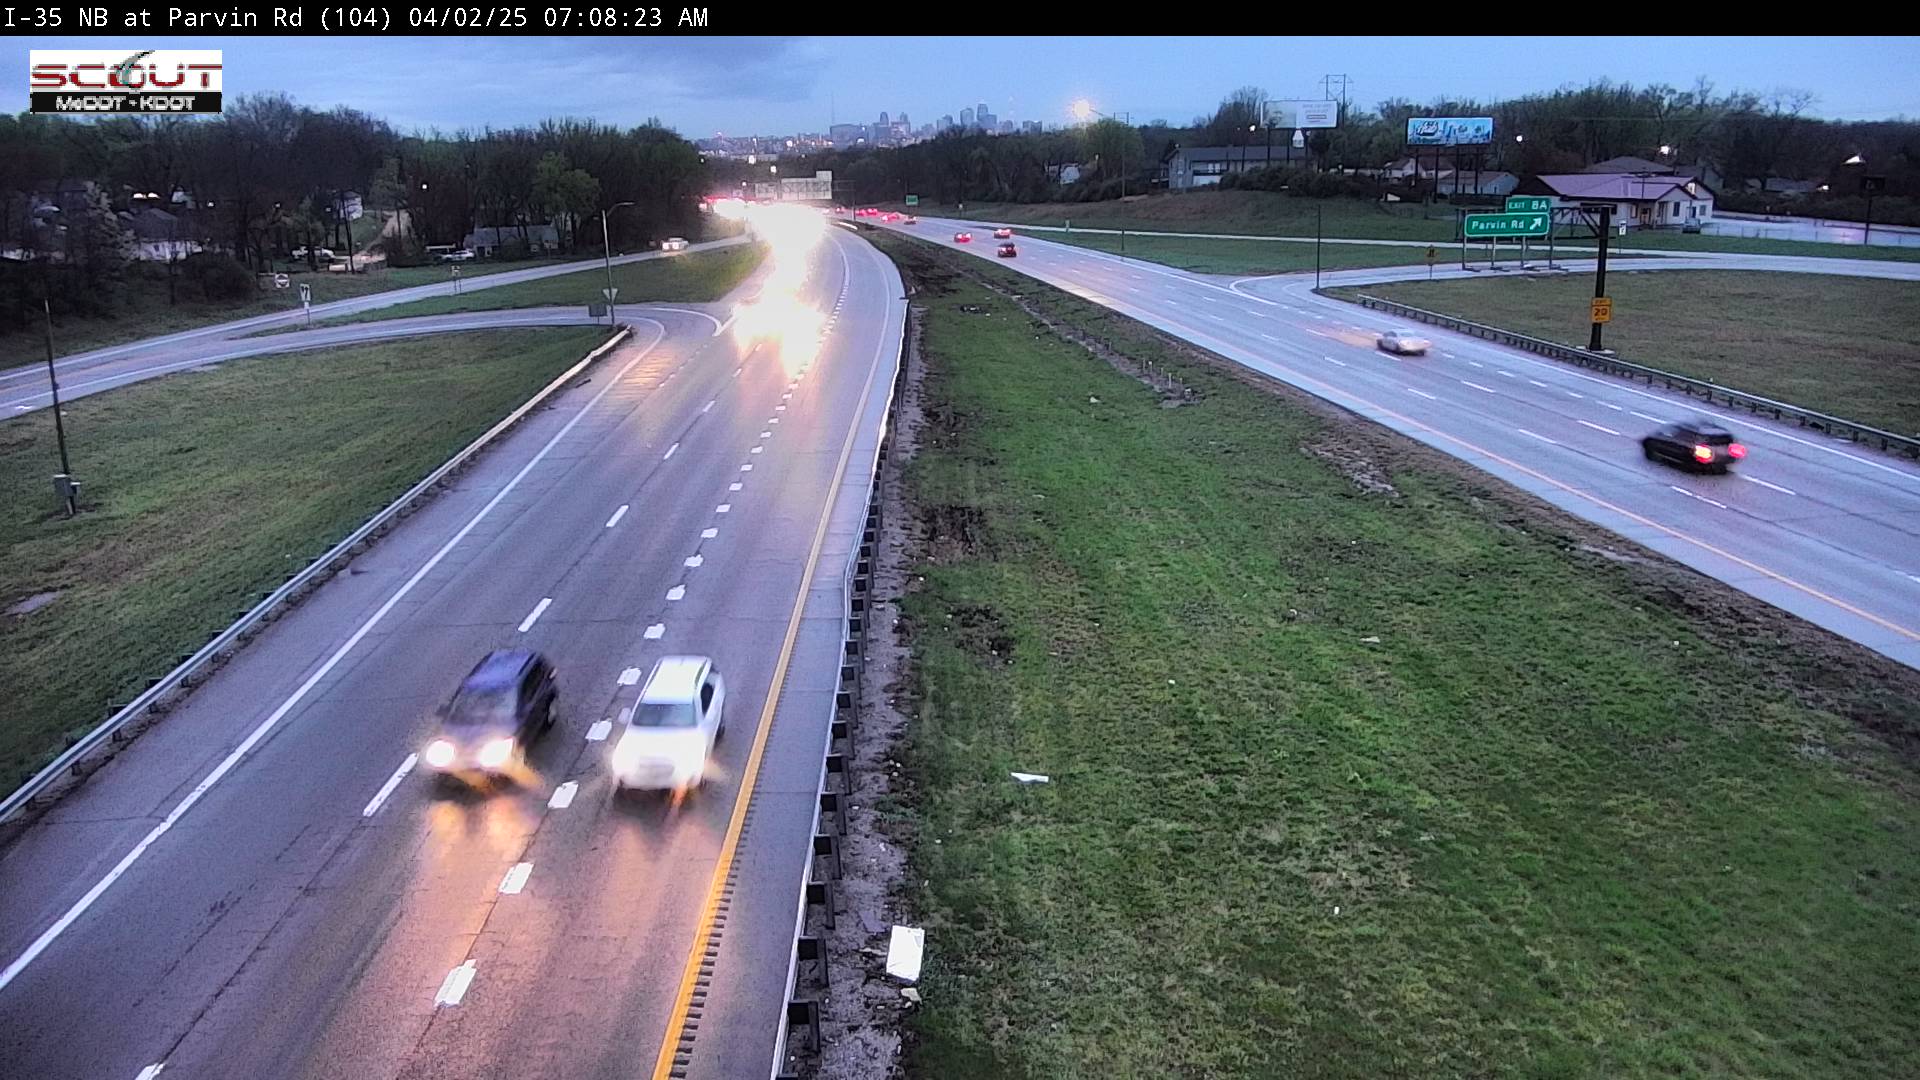 I-35 NB at Parvin Rd (104) 04/02/25 07:08:23 AM
SCOUT
MoDOT - KDOT
EXIT 8A
Parvin Rd
EXIT
20